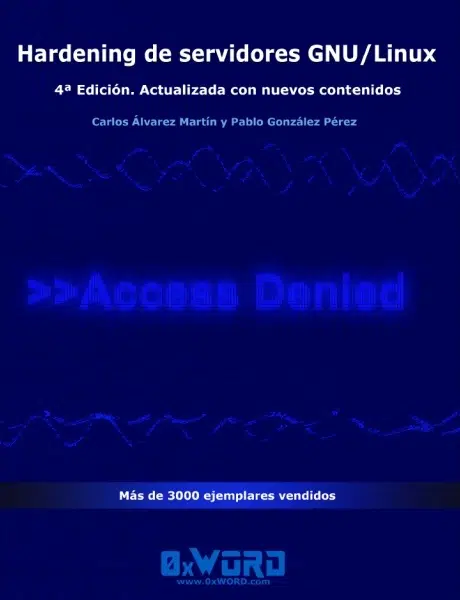 Hardening de servidores GNU/Linux
4ª Edición. Actualizada con nuevos contenidos
Carlos Álvarez Martín y Pablo González Pérez
>>Access Denied
Más de 3000 ejemplares vendidos
0xWORD
www.0xWORD.com